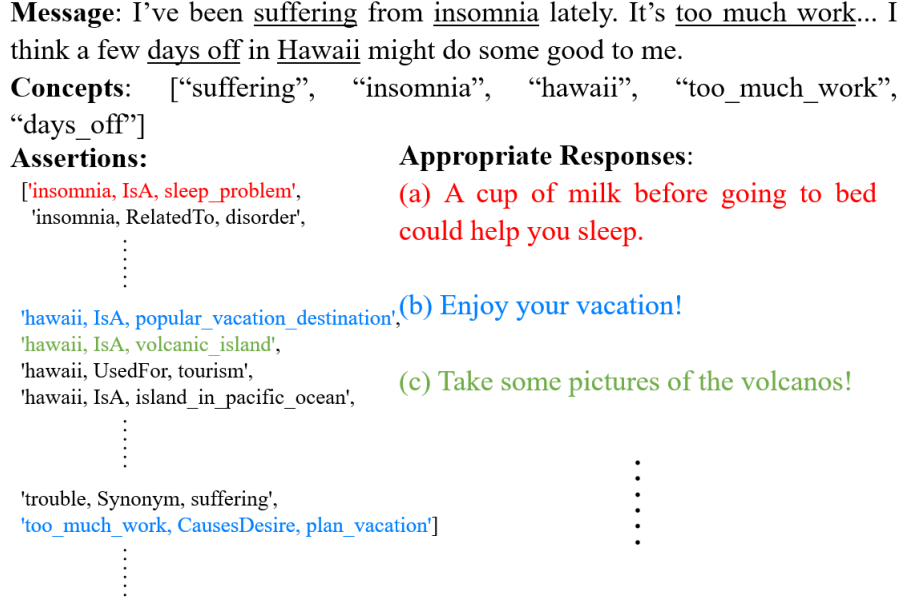 Message: I’ve been suffering from insomnia lately. It’s too much work... I
think a few days off in Hawaii might do some good to me.
Concepts: [“suffering”, “insomnia”, “hawaii”, “too_much_work”,
“days_off”]
Assertions:
['insomnia, IsA, sleep_problem',
'insomnia, RelatedTo, disorder',
'hawaii, IsA, popular_vacation_destination',
'hawaii, IsA, volcanic_island',
'hawaii, UsedFor, tourism',
'hawaii, IsA, island_in_pacific_ocean',
'trouble, Synonym, suffering',
'too_much_work, CausesDesire, plan_vacation']
Appropriate Responses:
(a) A cup of milk before going to bed
could help you sleep.
(b) Enjoy your vacation!
(c) Take some pictures of the volcanos!